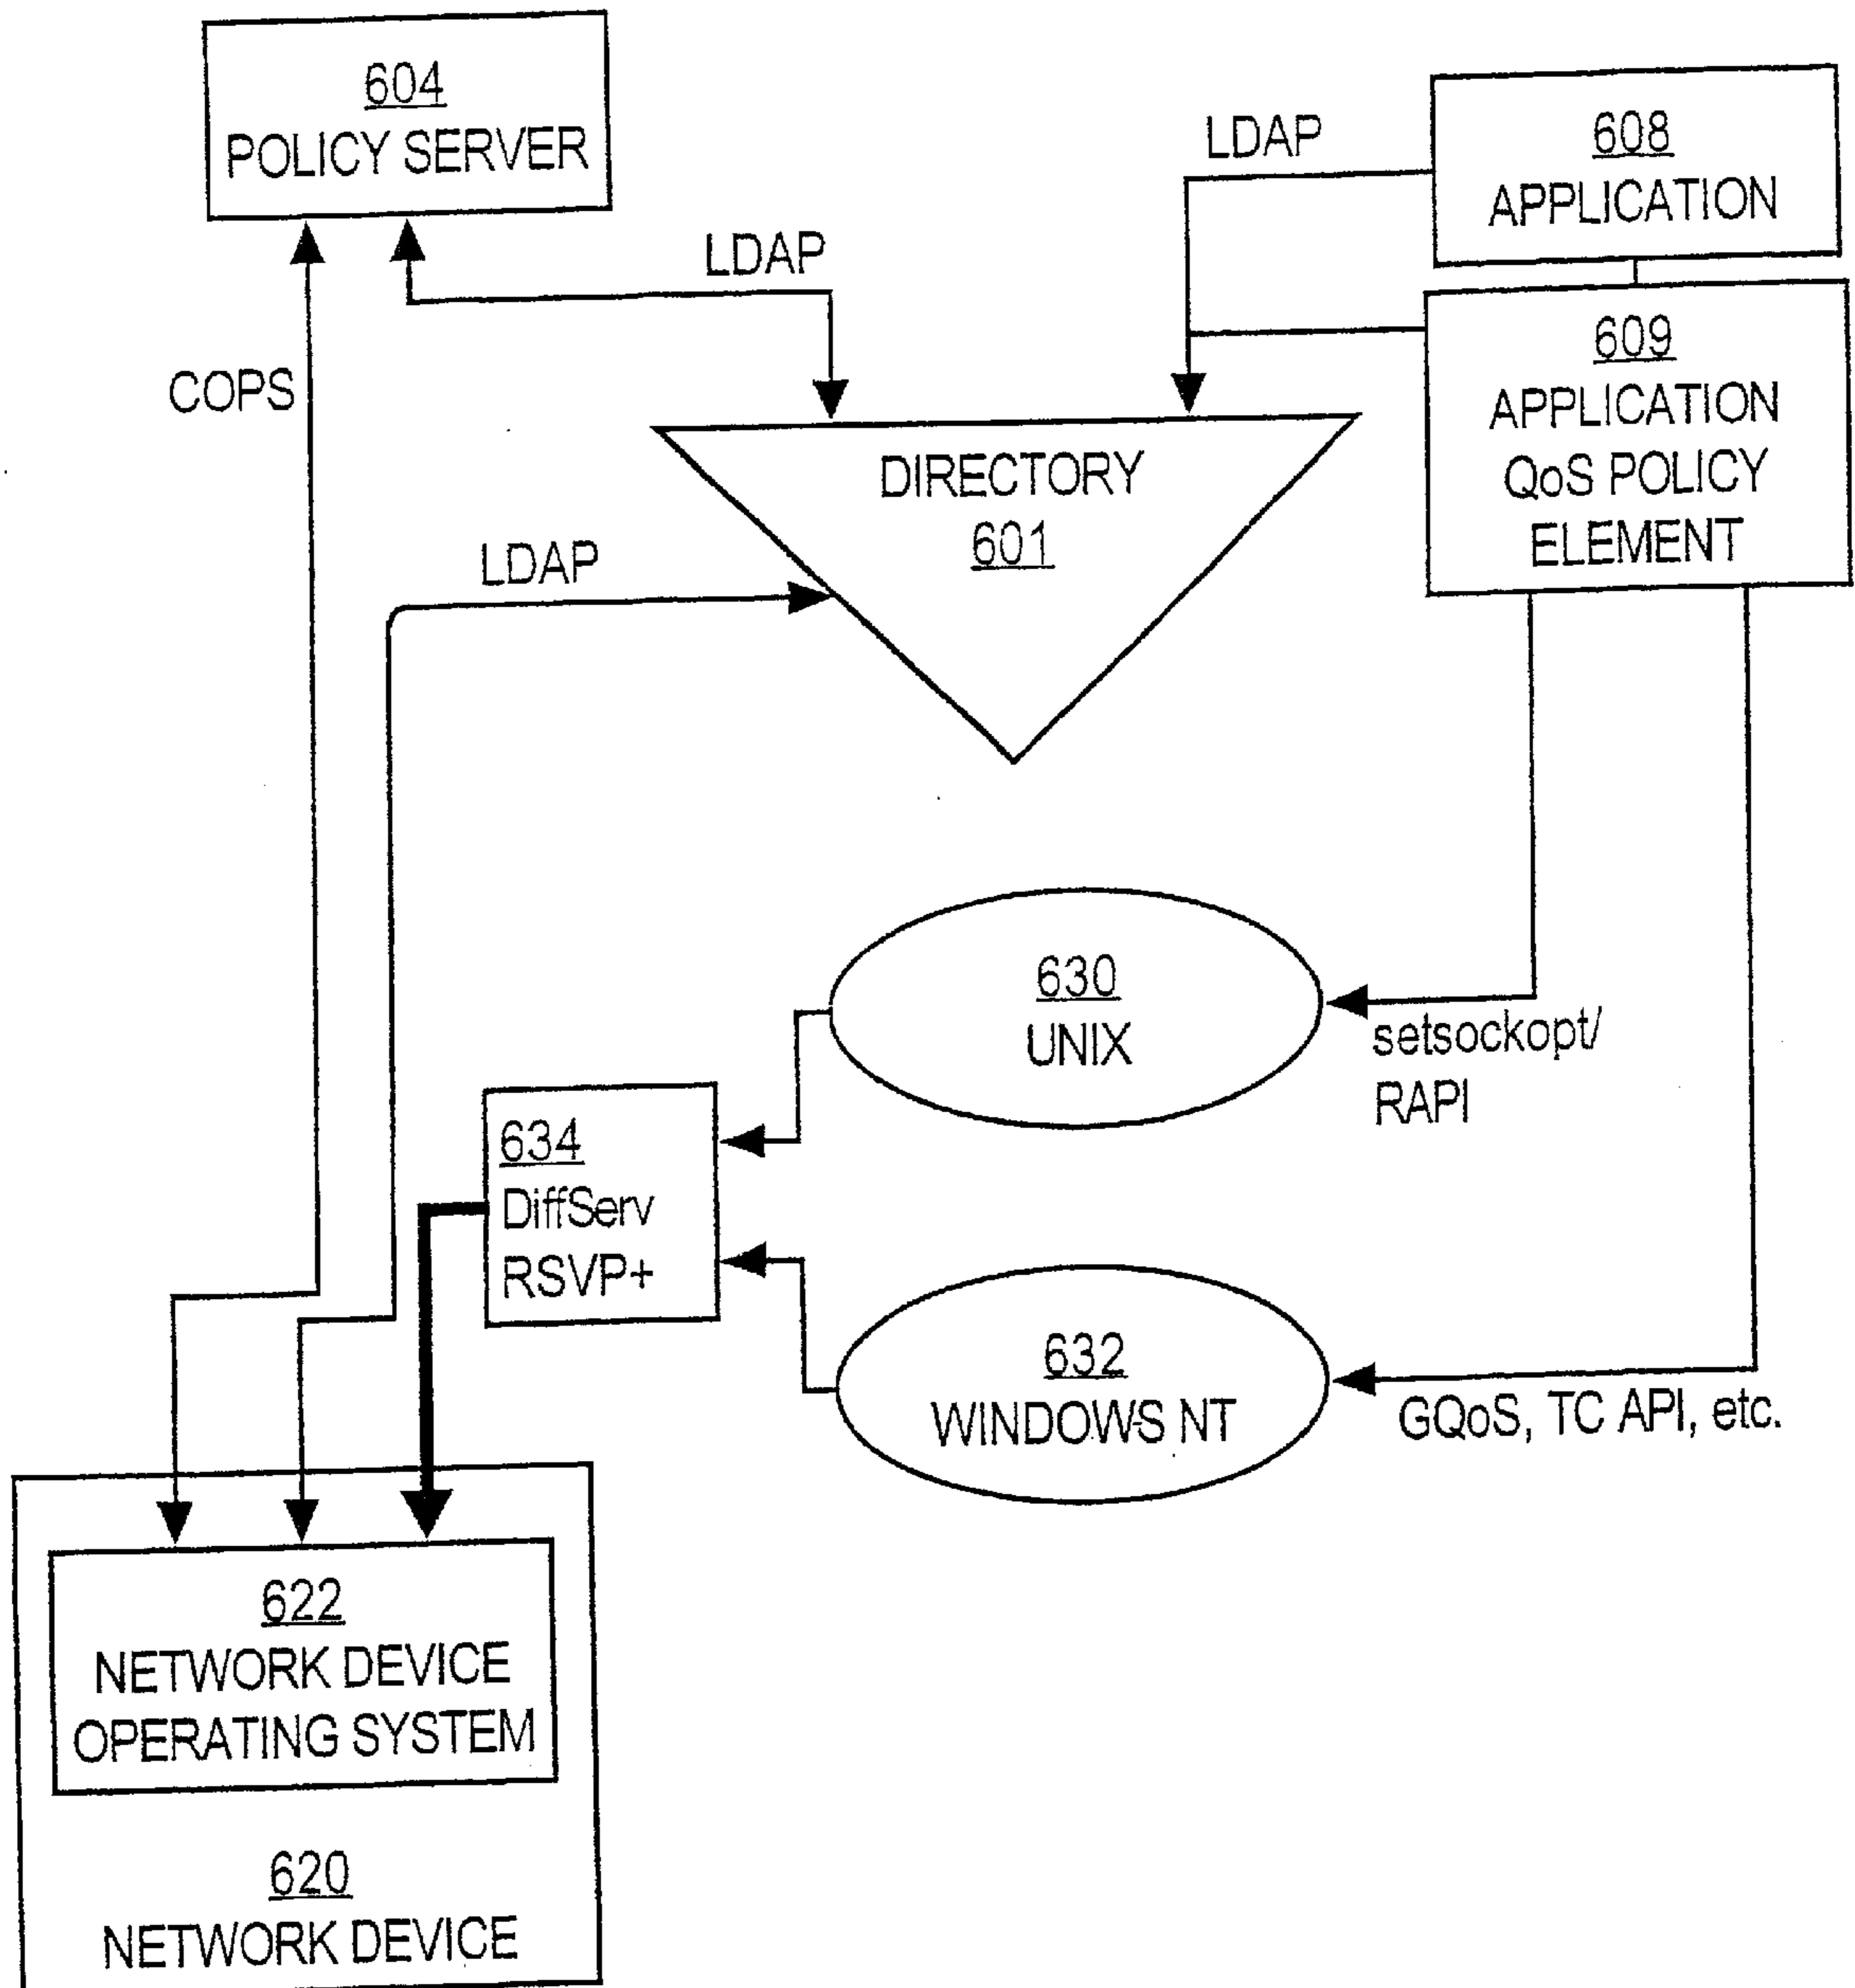 604
POLICY SERVER
LDAP
608
APPLICATION
LDAP
COPS
609
APPLICATION
QoS POLICY
ELEMENT
DIRECTORY
601
LDAP
630
UNIX
setsockopt/
RAPI
634
DiffServ
RSVP+
632
WINDOWS NT
GQoS, TC API, etc.
622
NETWORK DEVICE
OPERATING SYSTEM
620
NETWORK DEVICE